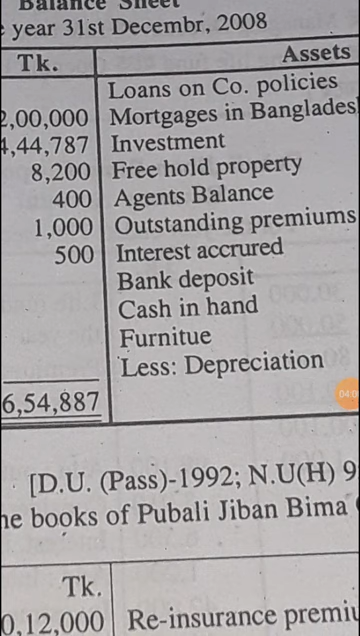 Balance Sheet
year 31st Decembr, 2008
Tk. Assets
Loans on Co. policies
2,00,000 Mortgages in Banglades
4,44,787 Investment
8,200 Free hold property
400 Agents Balance
1,000 Outstanding premiums
500 Interest accrured
Bank deposit
Cash in hand
Furnitue
Less: Depreciation
6,54,887
[D.U. (Pass)-1992; N.U(H) 9
he books of Pubali Jiban Bima
Tk.
0,12,000 Re-insurance premiu